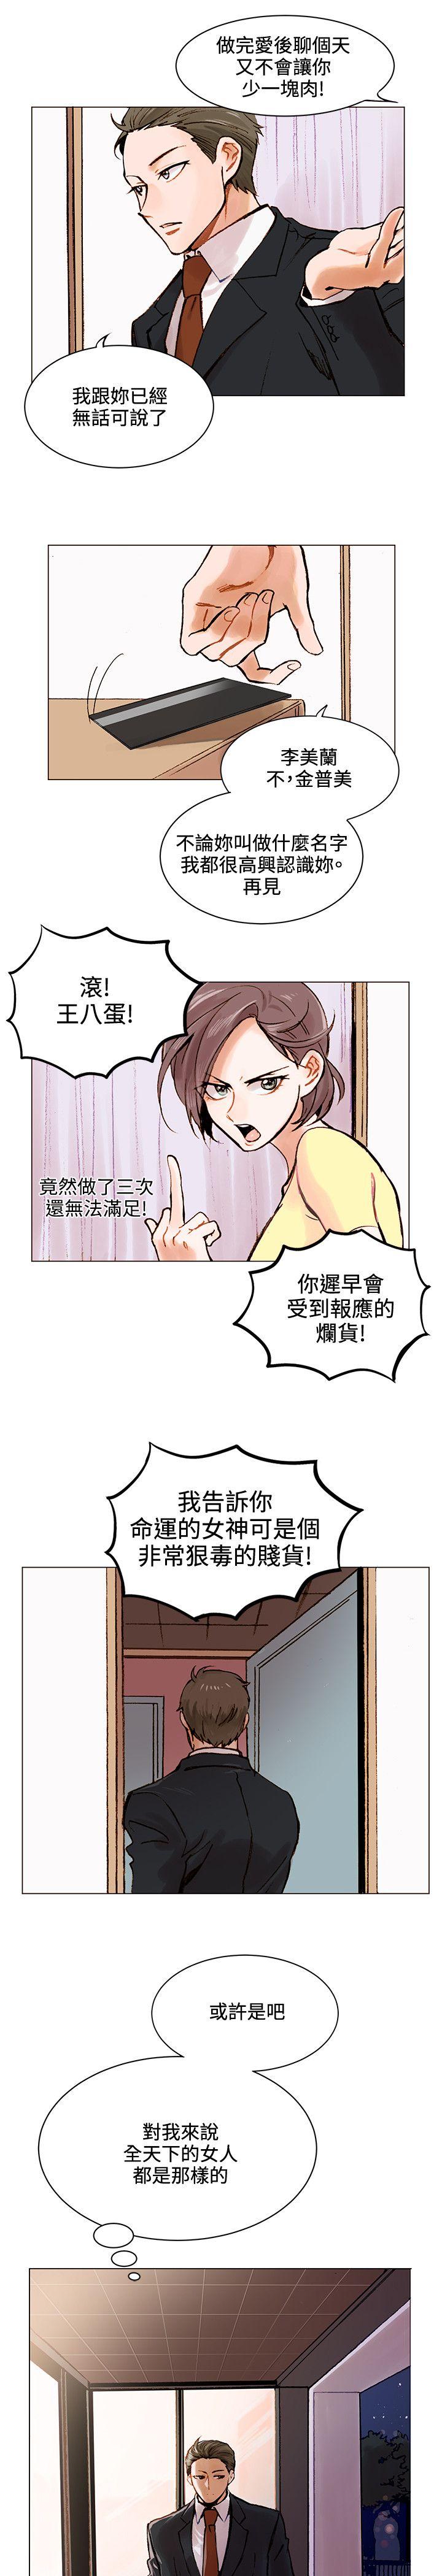 做完愛後聊個天
又不會讓你
少一塊肉!
我跟妳已經
無話可說了
李美蘭
不,金普美
不論妳叫做什麼名字
我都很高興認識妳。
再見
滾!
王八蛋!
竟然做了三次
還無法滿足!
你遲早會
受到報應的
爛貨!
我告訴你
命運的女神可是個
非常狠毒的賤貨!
或許是吧
對我來說
全天下的女人
都是那樣的